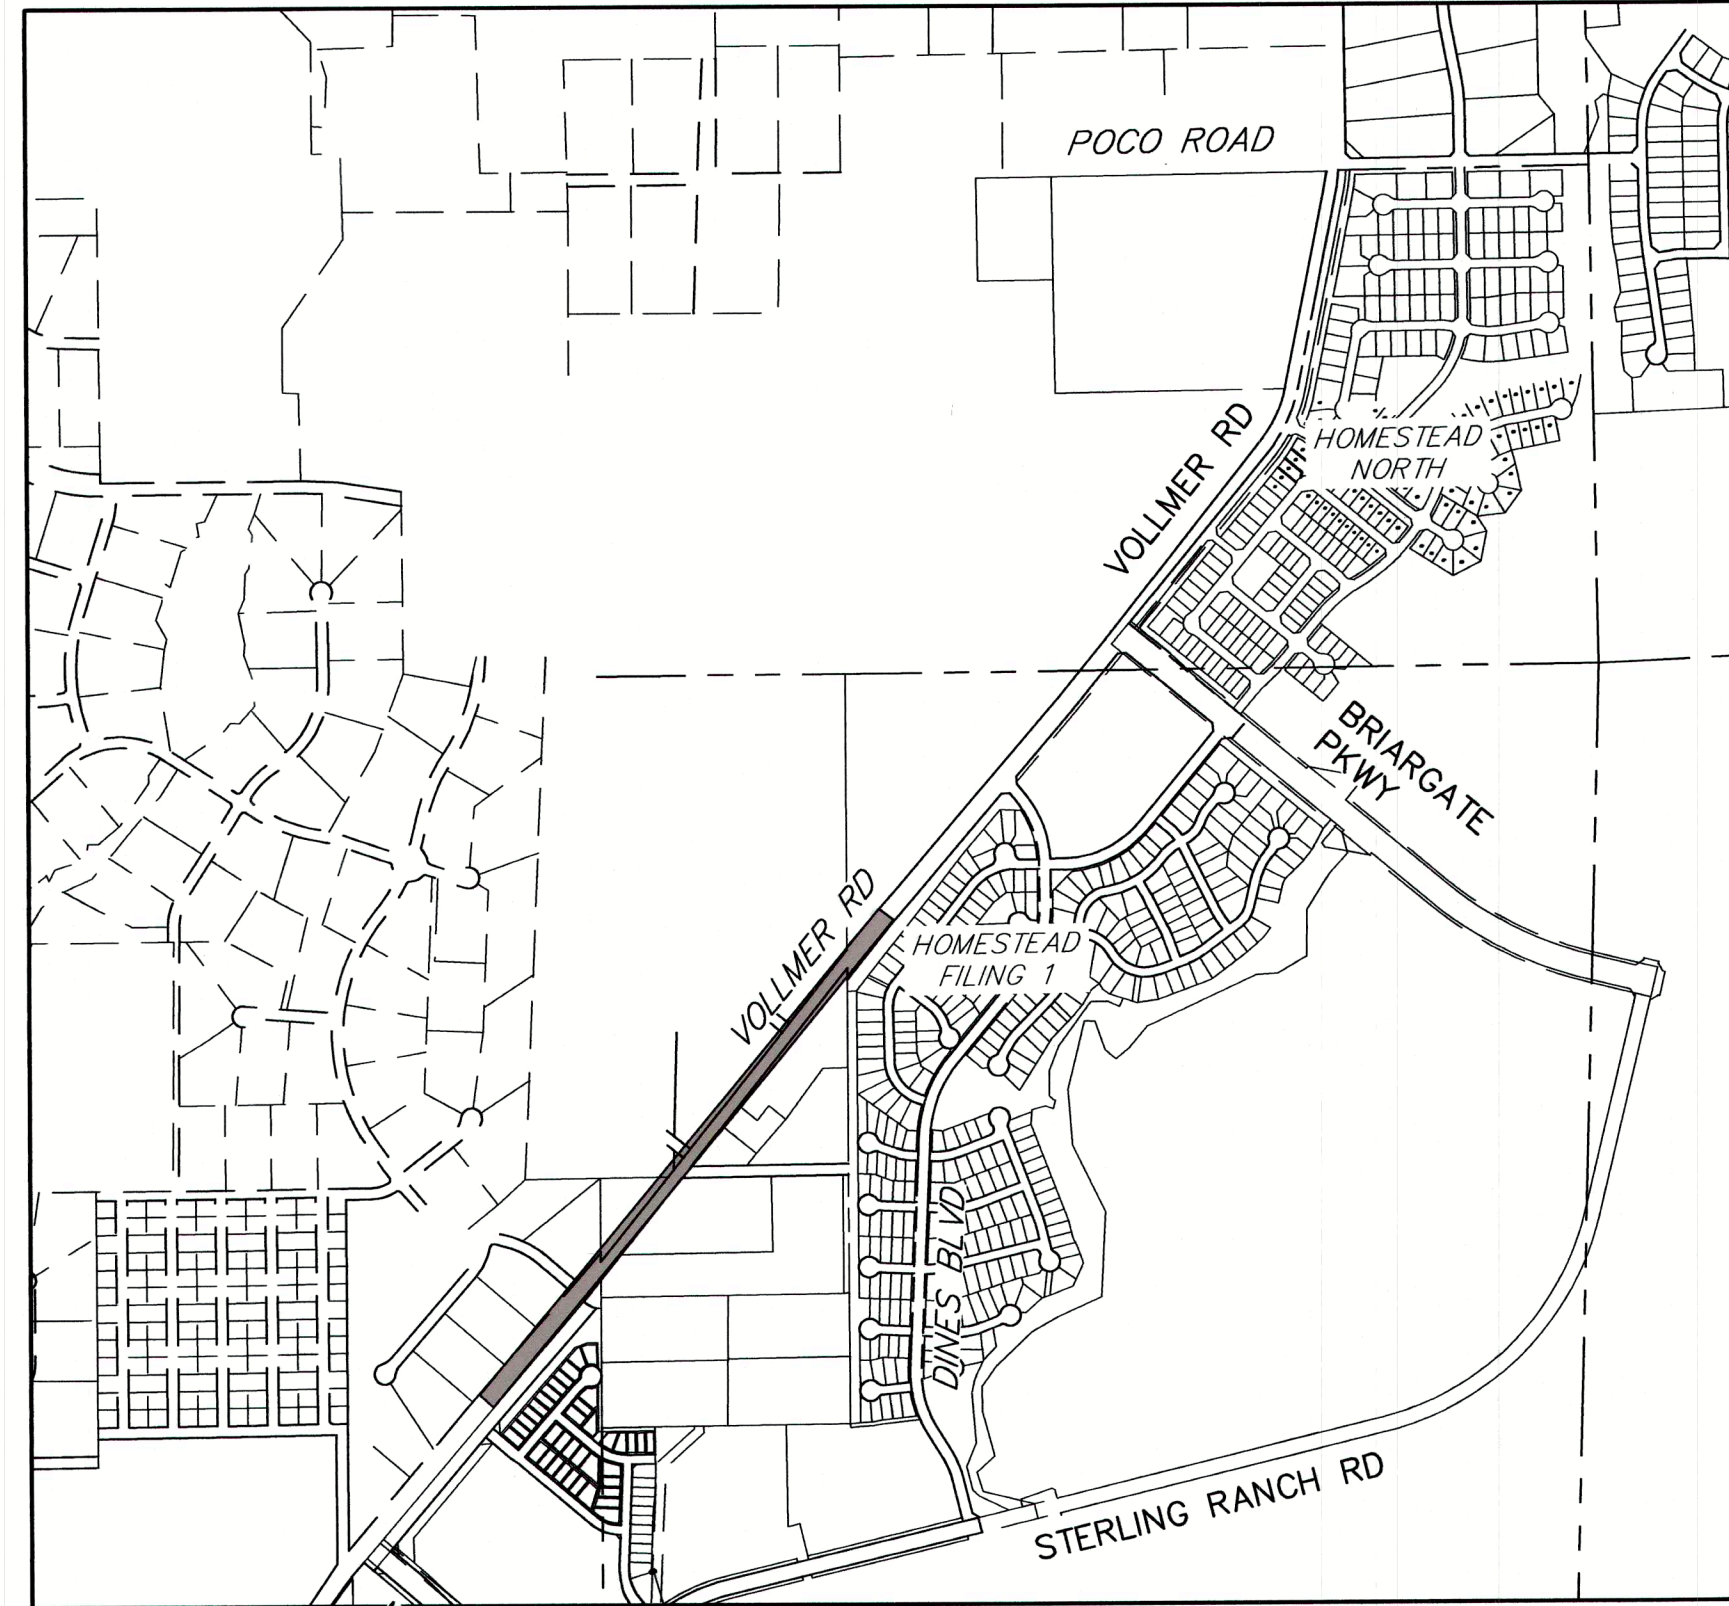 POCO ROAD
VOLLMER RD
HOMESTEAD
NORTH
BRIARGATE
PKWY
VOLLMER RD
HOMESTEAD
FILING 1
DINES BLVD
STERLING RANCH RD